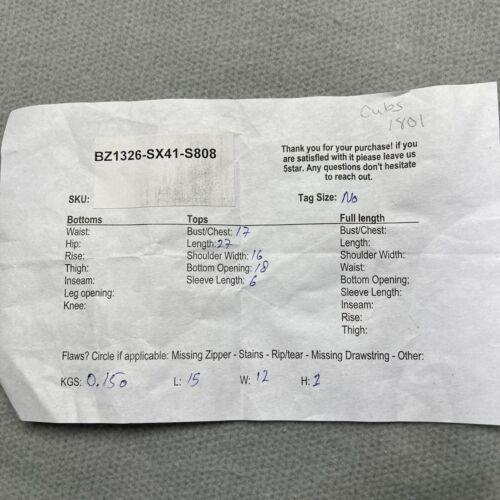 Cubs
1801
BZ1326-SX41-S808
Thank you for your purchase! if you
are satisfied with it please leave us
5star. Any questions don't hesitate
to reach out.
SKU:
Tag Size: No
Bottoms
Waist:
Hip:
Rise:
Thigh:
Inseam:
Leg opening:
Knee:
Tops
Bust/Chest: 17
Length: 27
Shoulder Width: 16
Bottom Opening: 18
Sleeve Length: 6
Full length
Bust/Chest:
Length:
Shoulder Width:
Waist:
Bottom Opening;
Sleeve Length:
Inseam:
Rise:
Thigh:
Flaws? Circle if applicable: Missing Zipper - Stains - Rip/tear - Missing Drawstring - Other:
KGS: 0.150 L: 15 W: 12 H: 2